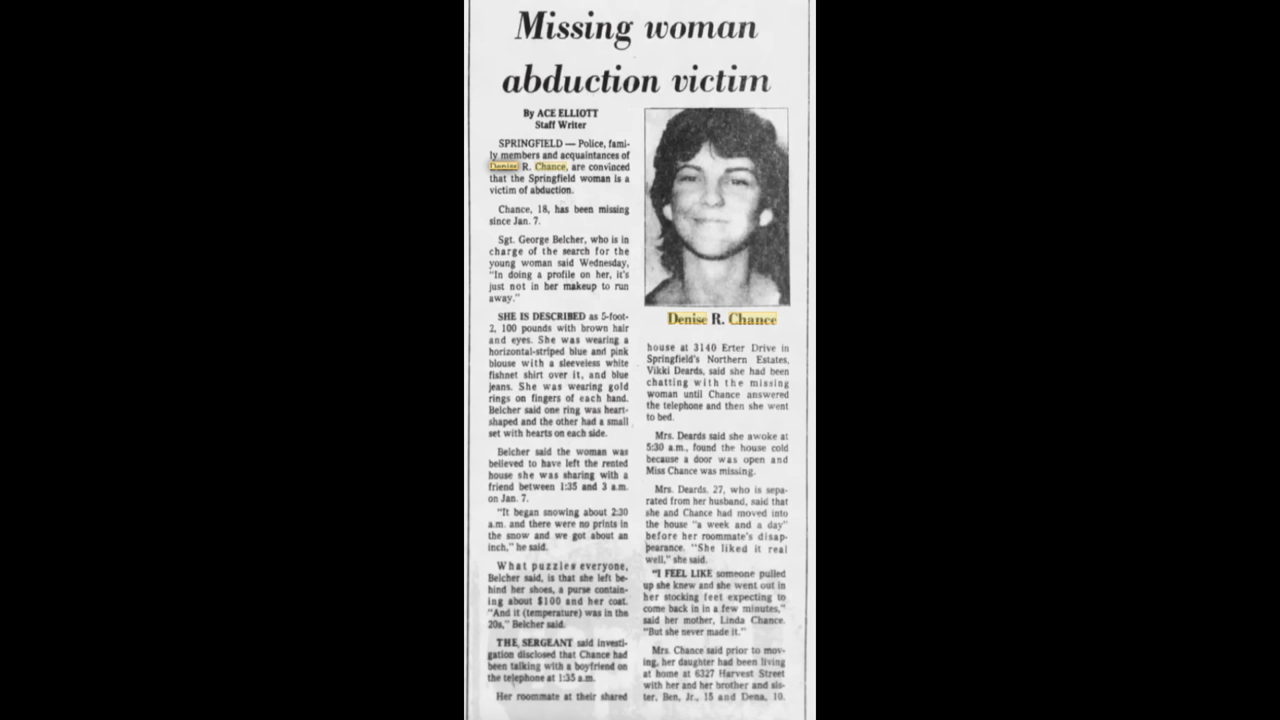 Missing woman
abduction victim
By ACE ELLIOTT
Staff Writer
SPRINGFIELD — Police, fami-
ly members and acquaintances of
Denise R. Chance, are convinced
that the Springfield woman is a
victim of abduction.
Chance, 18, has been missing
since Jan. 7.
Sgt. George Belcher, who is in
charge of the search for the
young woman said Wednesday,
"In doing a profile on her, it's
just not in her makeup to run
away."
SHE IS DESCRIBED as 5-foot-
2, 100 pounds with brown hair
and eyes. She was wearing a
horizontal-striped blue and pink
blouse with a sleeveless white
fishnet shirt over it, and blue
jeans. She was wearing gold
rings on fingers of each hand.
Belcher said one ring was heart-
shaped and the other had a small
set with hearts on each side.
Belcher said the woman was
believed to have left the rented
house she was sharing with a
friend between 1:35 and 3 a.m.
on Jan. 7.
"It began snowing about 2:30
a.m. and there were no prints in
the snow and we got about an
inch," he said.
What puzzles everyone,
Belcher said, is that she left be-
hind her shoes, a purse contain-
ing about $100 and her coat.
"And it (temperature) was in the
20s," Belcher said.
THE SERGEANT said investi-
gation disclosed that Chance had
been talking with a boyfriend on
the telephone at 1:35 a.m.
Her roommate at their shared
Denise R. Chance
house at 3140 Erter Drive in
Springfield's Northern Estates,
Vikki Deards, said she had been
chatting with the missing
woman until Chance answered
the telephone and then she went
to bed.
Mrs. Deards said she awoke at
5:30 a.m., found the house cold
because a door was open and
Miss Chance was missing.
Mrs. Deards, 27, who is sepa-
rated from her husband, said that
she and Chance had moved into
the house "a week and a day"
before her roommate's disap-
pearance. "She liked it real
well," she said.
"I FEEL LIKE someone pulled
up she knew and she went out in
her stocking feet expecting to
come back in in a few minutes,"
said her mother, Linda Chance.
"But she never made it."
Mrs. Chance said prior to mov-
ing, her daughter had been living
at home at 6327 Harvest Street
with her and her brother and sis-
ter, Ben, Jr., 15 and Dena, 10.